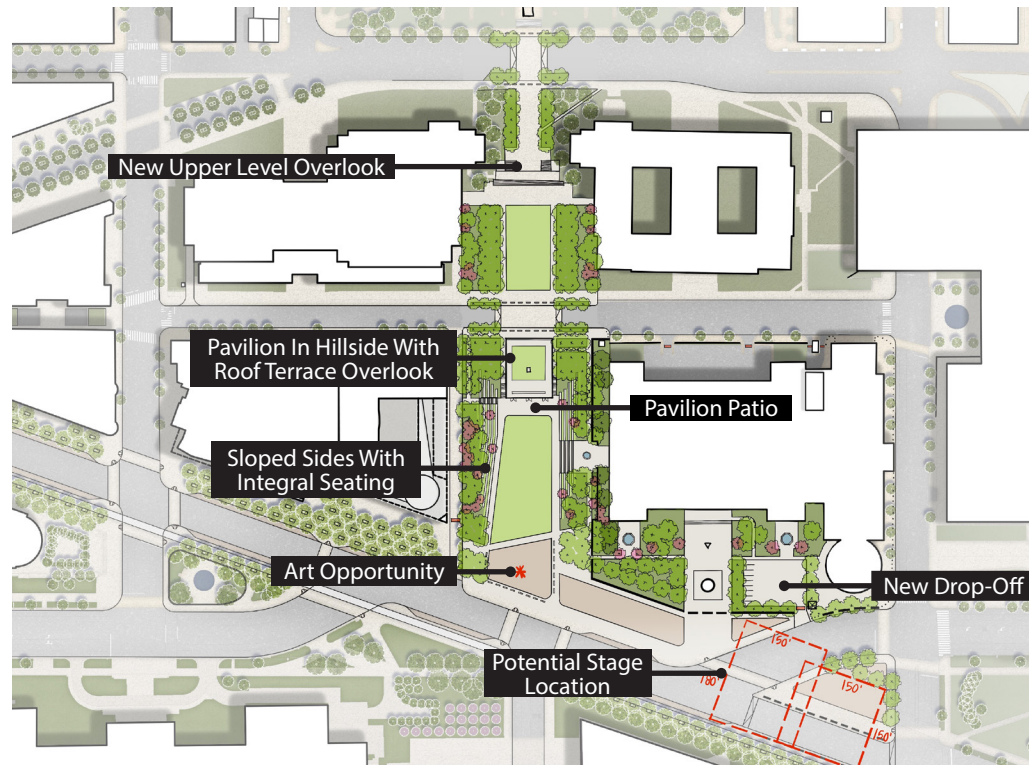 New Upper Level Overlook
Pavilion In Hillside With
Roof Terrace Overlook
Pavilion Patio
Sloped Sides With
Integral Seating
Art Opportunity
New Drop-Off
Potential Stage
Location
150'
180'
150'
150'